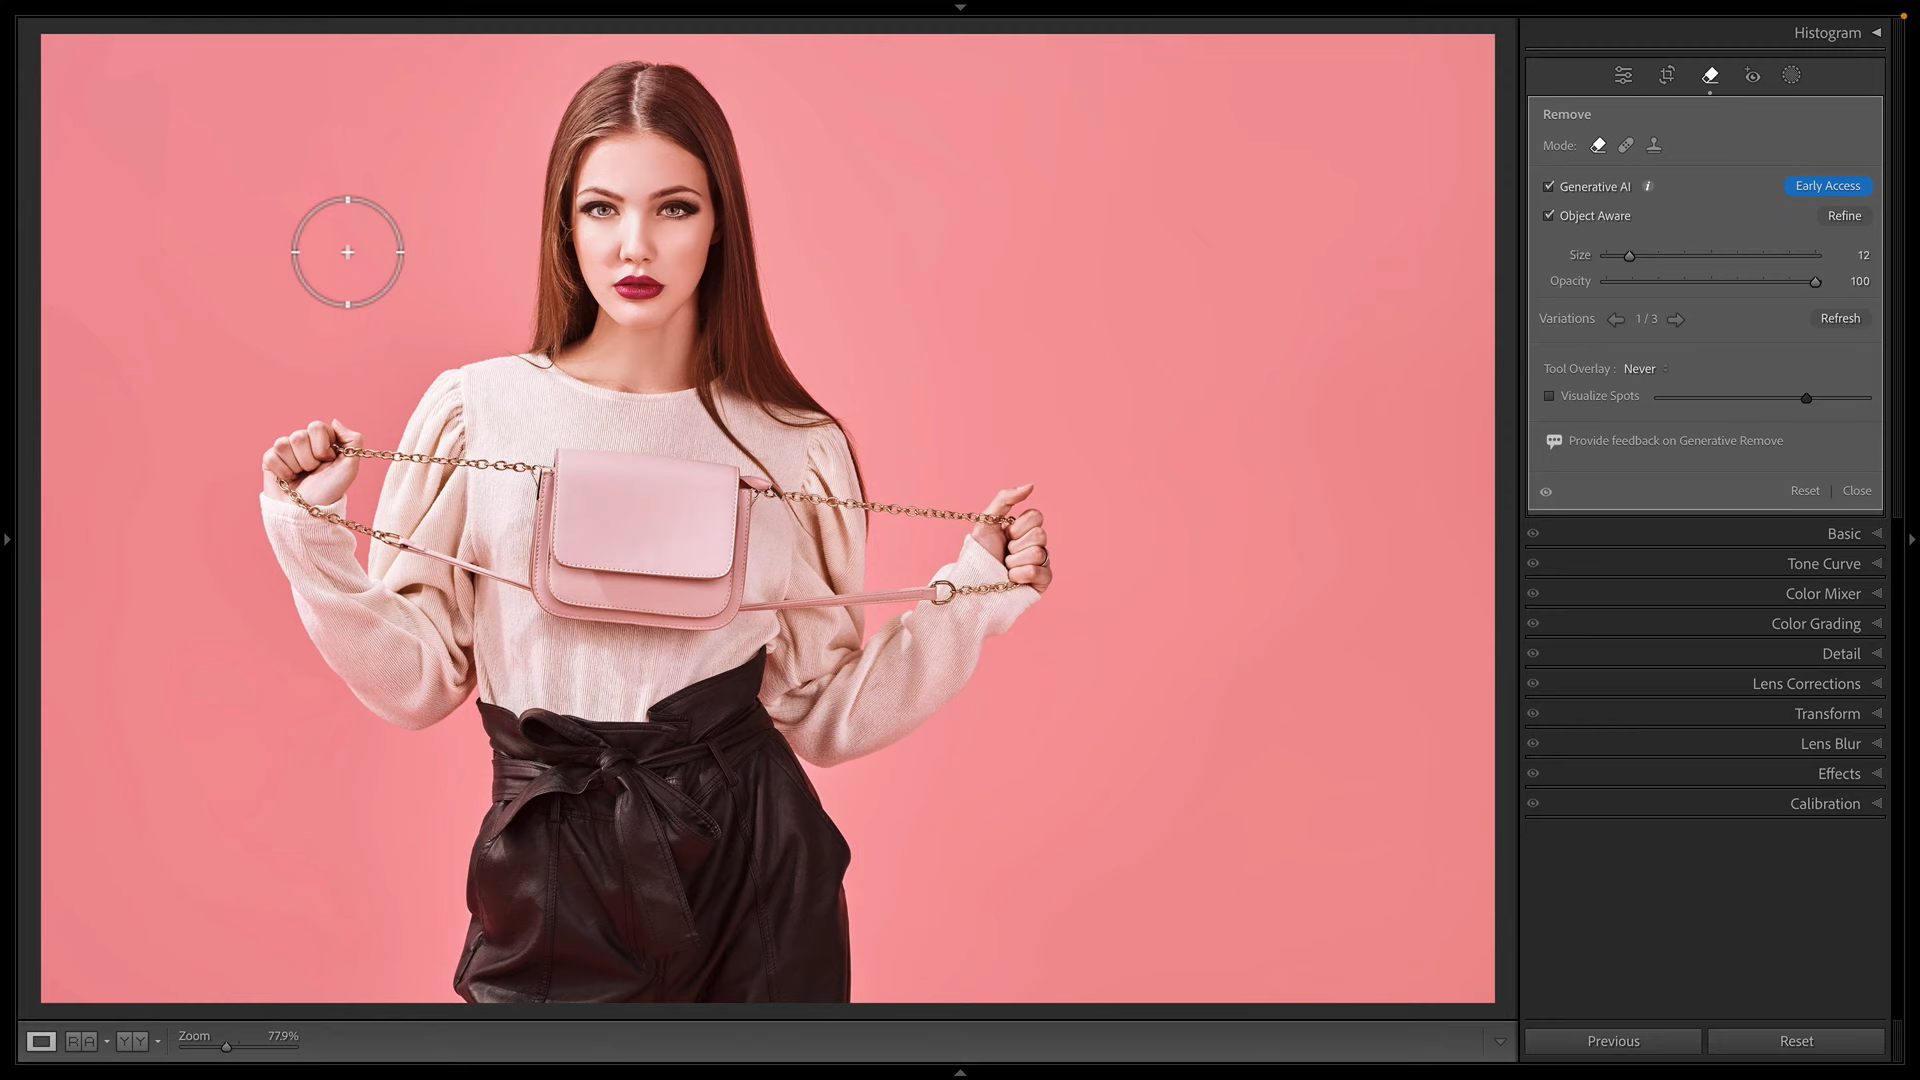 Histogram
Remove
Mode:
Generative AI
Early Access
Object Aware
Refine
Size 12
Opacity 100
Variations 1 / 3 Refresh
Tool Overlay : Never
Visualize Spots
Provide feedback on Generative Remove
Reset | Close
Basic
Tone Curve
Color Mixer
Color Grading
Detail
Lens Corrections
Transform
Lens Blur
Effects
Calibration
RA YY Zoom 77.9%
Previous Reset